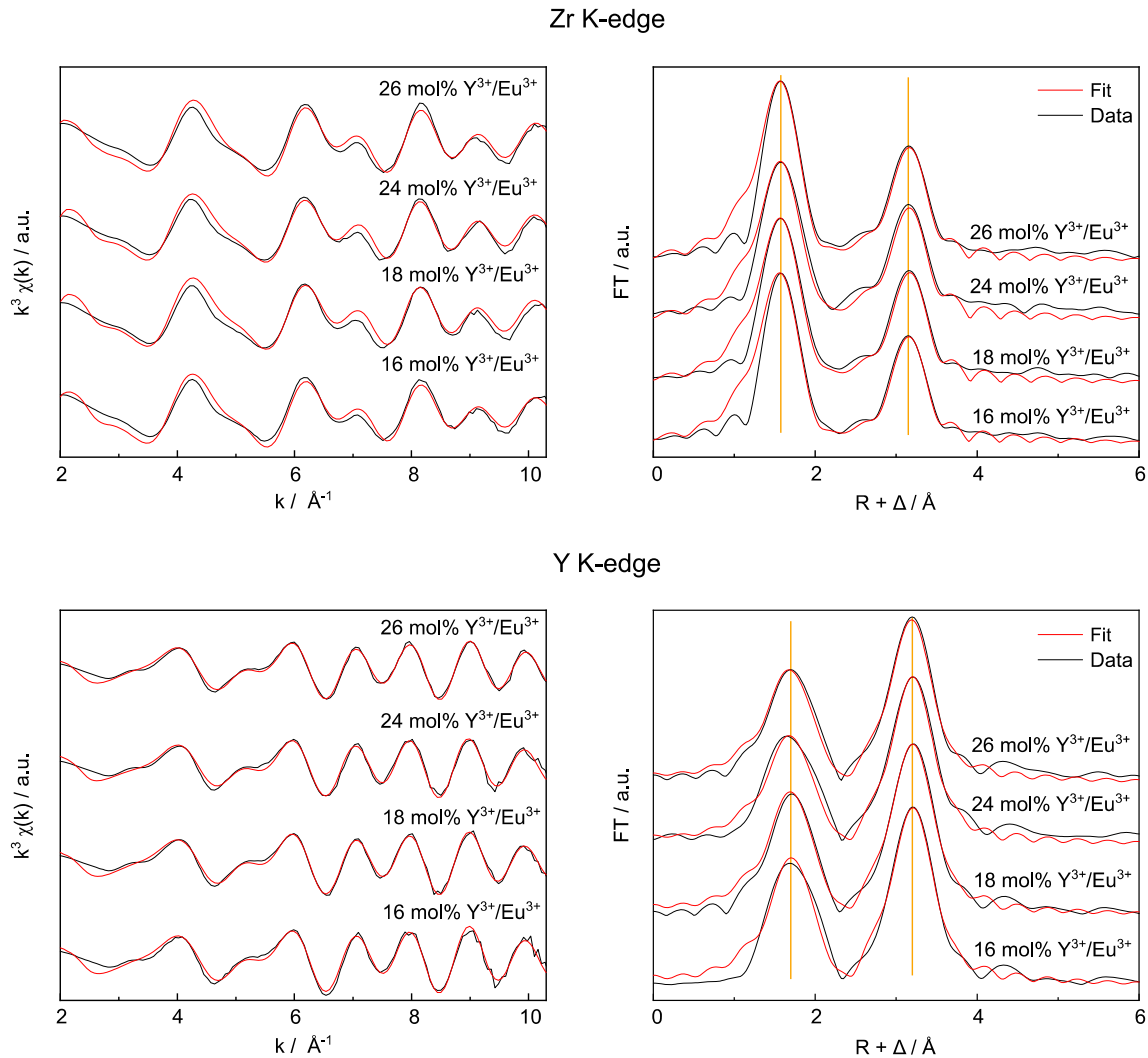 Zr K-edge
k³ χ(k) / a.u.
26 mol% Y³⁺/Eu³⁺
24 mol% Y³⁺/Eu³⁺
18 mol% Y³⁺/Eu³⁺
16 mol% Y³⁺/Eu³⁺
2 4 6 8 10
k / Å⁻¹
FT / a.u.
Fit
Data
26 mol% Y³⁺/Eu³⁺
24 mol% Y³⁺/Eu³⁺
18 mol% Y³⁺/Eu³⁺
16 mol% Y³⁺/Eu³⁺
0 2 4 6
R + Δ / Å
Y K-edge
k³ χ(k) / a.u.
26 mol% Y³⁺/Eu³⁺
24 mol% Y³⁺/Eu³⁺
18 mol% Y³⁺/Eu³⁺
16 mol% Y³⁺/Eu³⁺
2 4 6 8 10
k / Å⁻¹
FT / a.u.
Fit
Data
26 mol% Y³⁺/Eu³⁺
24 mol% Y³⁺/Eu³⁺
18 mol% Y³⁺/Eu³⁺
16 mol% Y³⁺/Eu³⁺
0 2 4 6
R + Δ / Å